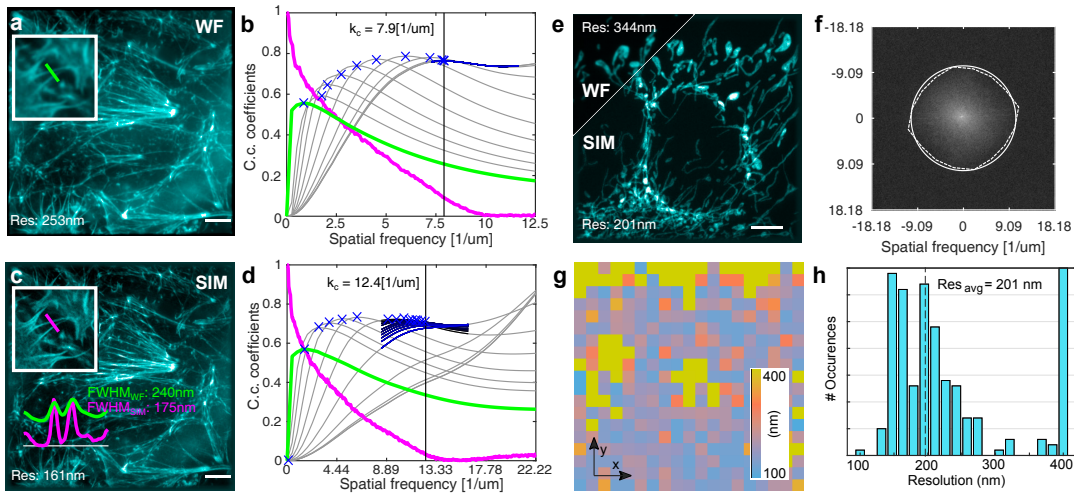 a
WF
Res: 253nm
b
k_c = 7.9[1/um]
C.c. coefficients
1
0.8
0.6
0.4
0.2
0
0 2.5 5 7.5 10 12.5
Spatial frequency [1/um]
c
SIM
FWHM_WF: 240nm
FWHM_SIM: 175nm
Res: 161nm
d
k_c = 12.4[1/um]
C.c. coefficients
1
0.8
0.6
0.4
0.2
0
0 4.44 8.89 13.33 17.78 22.22
Spatial frequency [1/um]
e
Res: 344nm
WF
SIM
Res: 201nm
f
-18.18
-9.09
0
9.09
18.18
-18.18 -9.09 0 9.09 18.18
Spatial frequency [1/um]
g
400
(nm)
100
y
x
h
Res_avg = 201 nm
# Occurences
100 200 300 400
Resolution (nm)